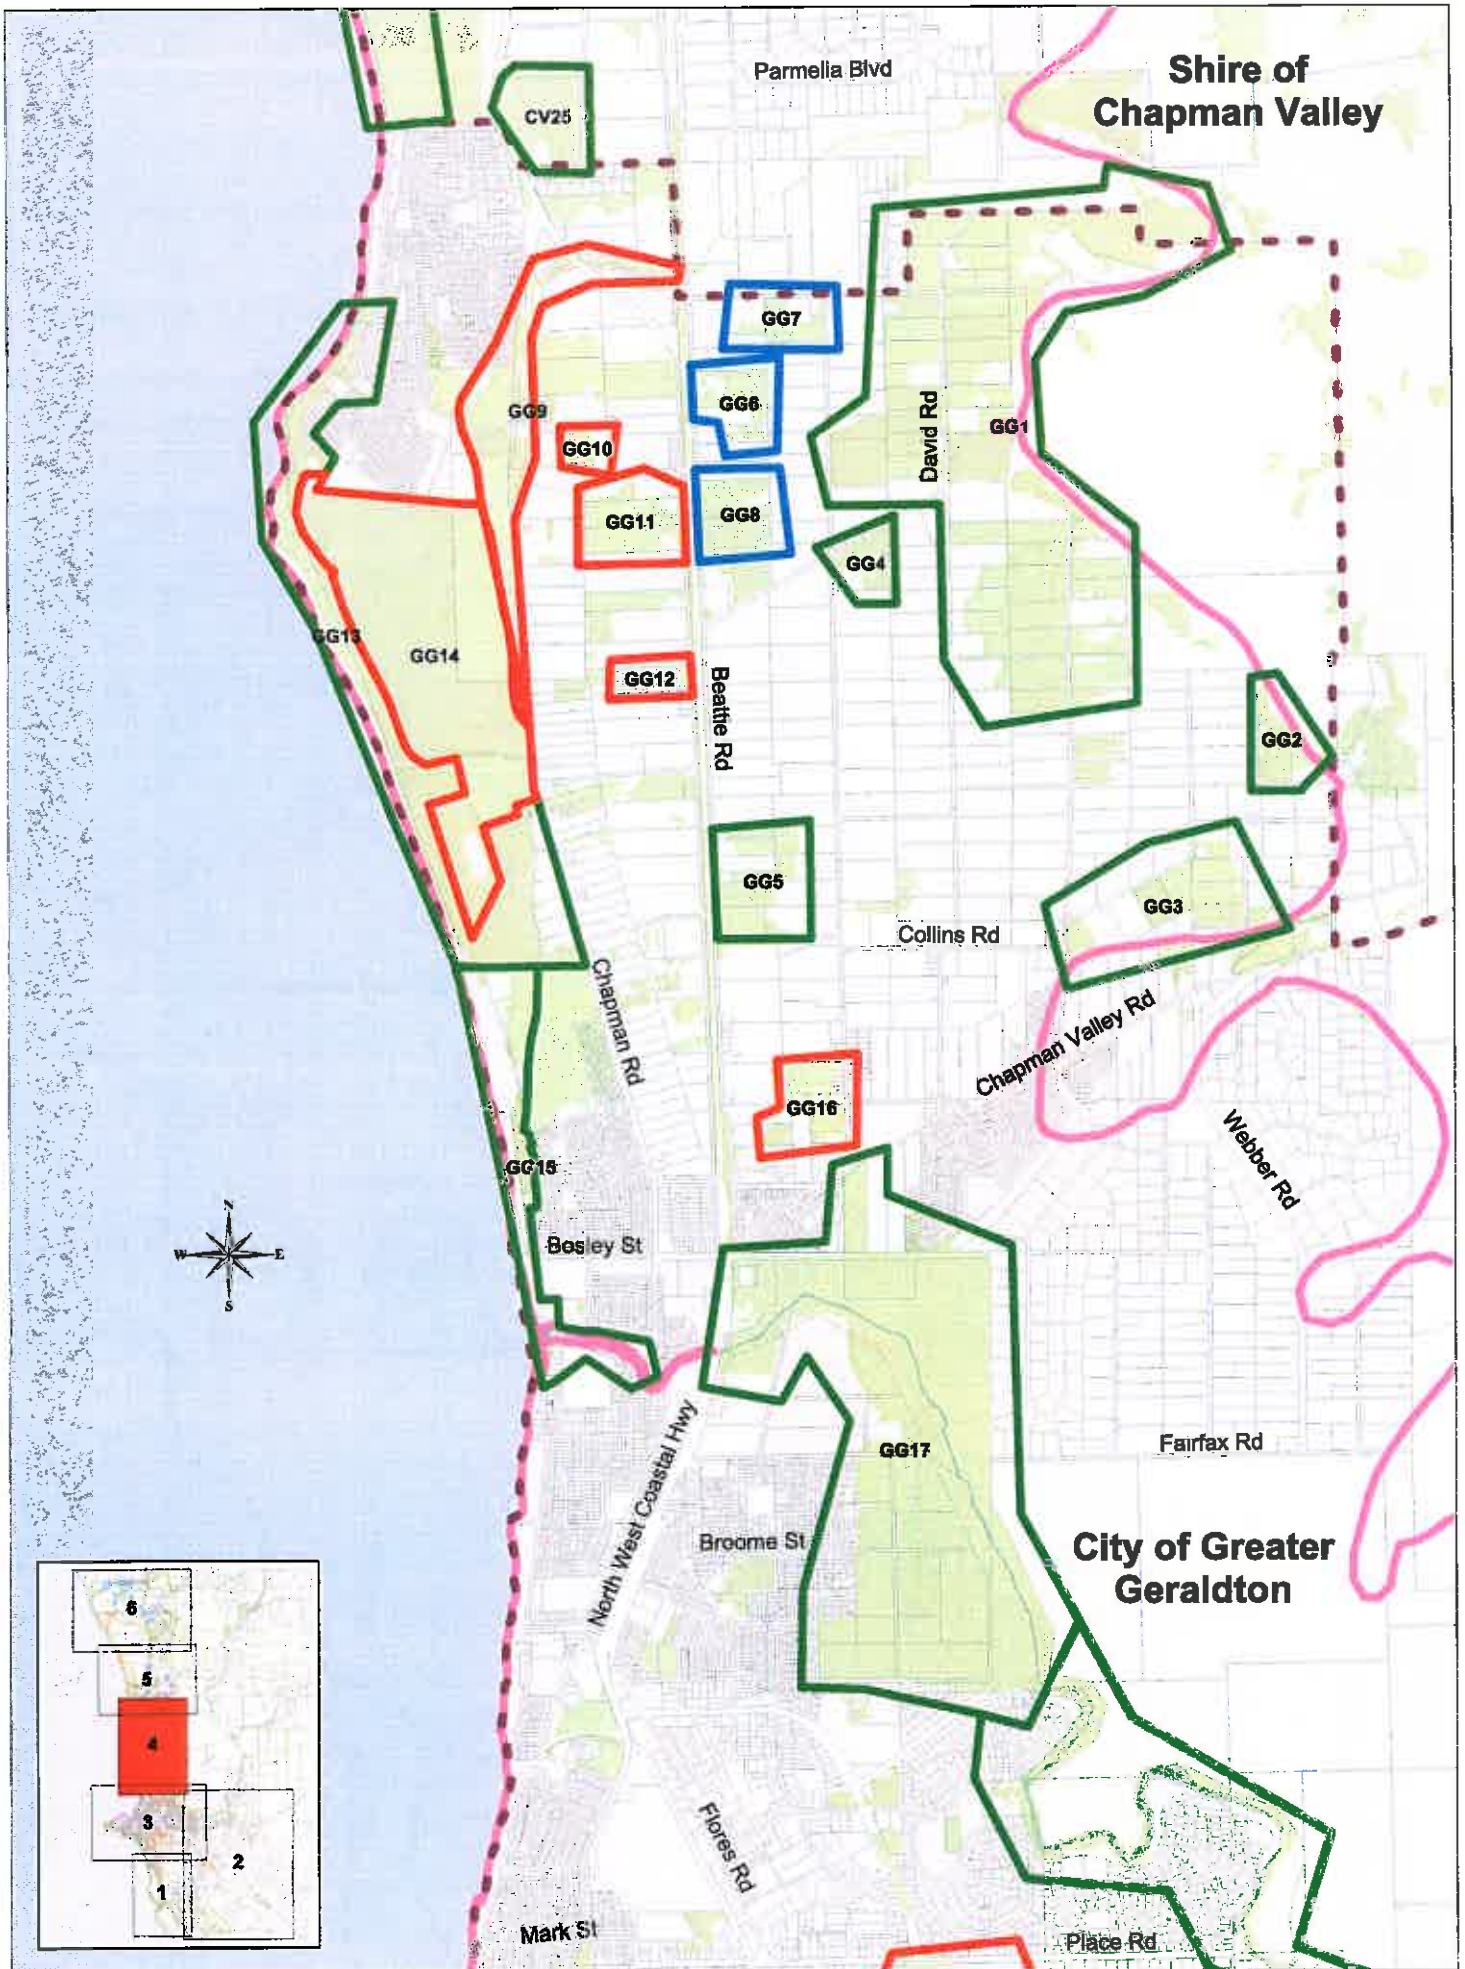 Parmelia Blvd
Shire of
Chapman Valley
CV25
GG7
GG6
GG9
David Rd
GG1
GG10
GG11
GG8
GG4
GG13
GG14
GG12
Beattie Rd
GG2
GG5
GG3
Collins Rd
Chapman Rd
Chapman Valley Rd
GG16
Webber Rd
GG15
N
W
E
S
Bosley St
North West Coastal Hwy
GG17
Fairfax Rd
Broome St
City of Greater
Geraldton
6
5
4
3
2
1
Flores Rd
Mark St
Place Rd